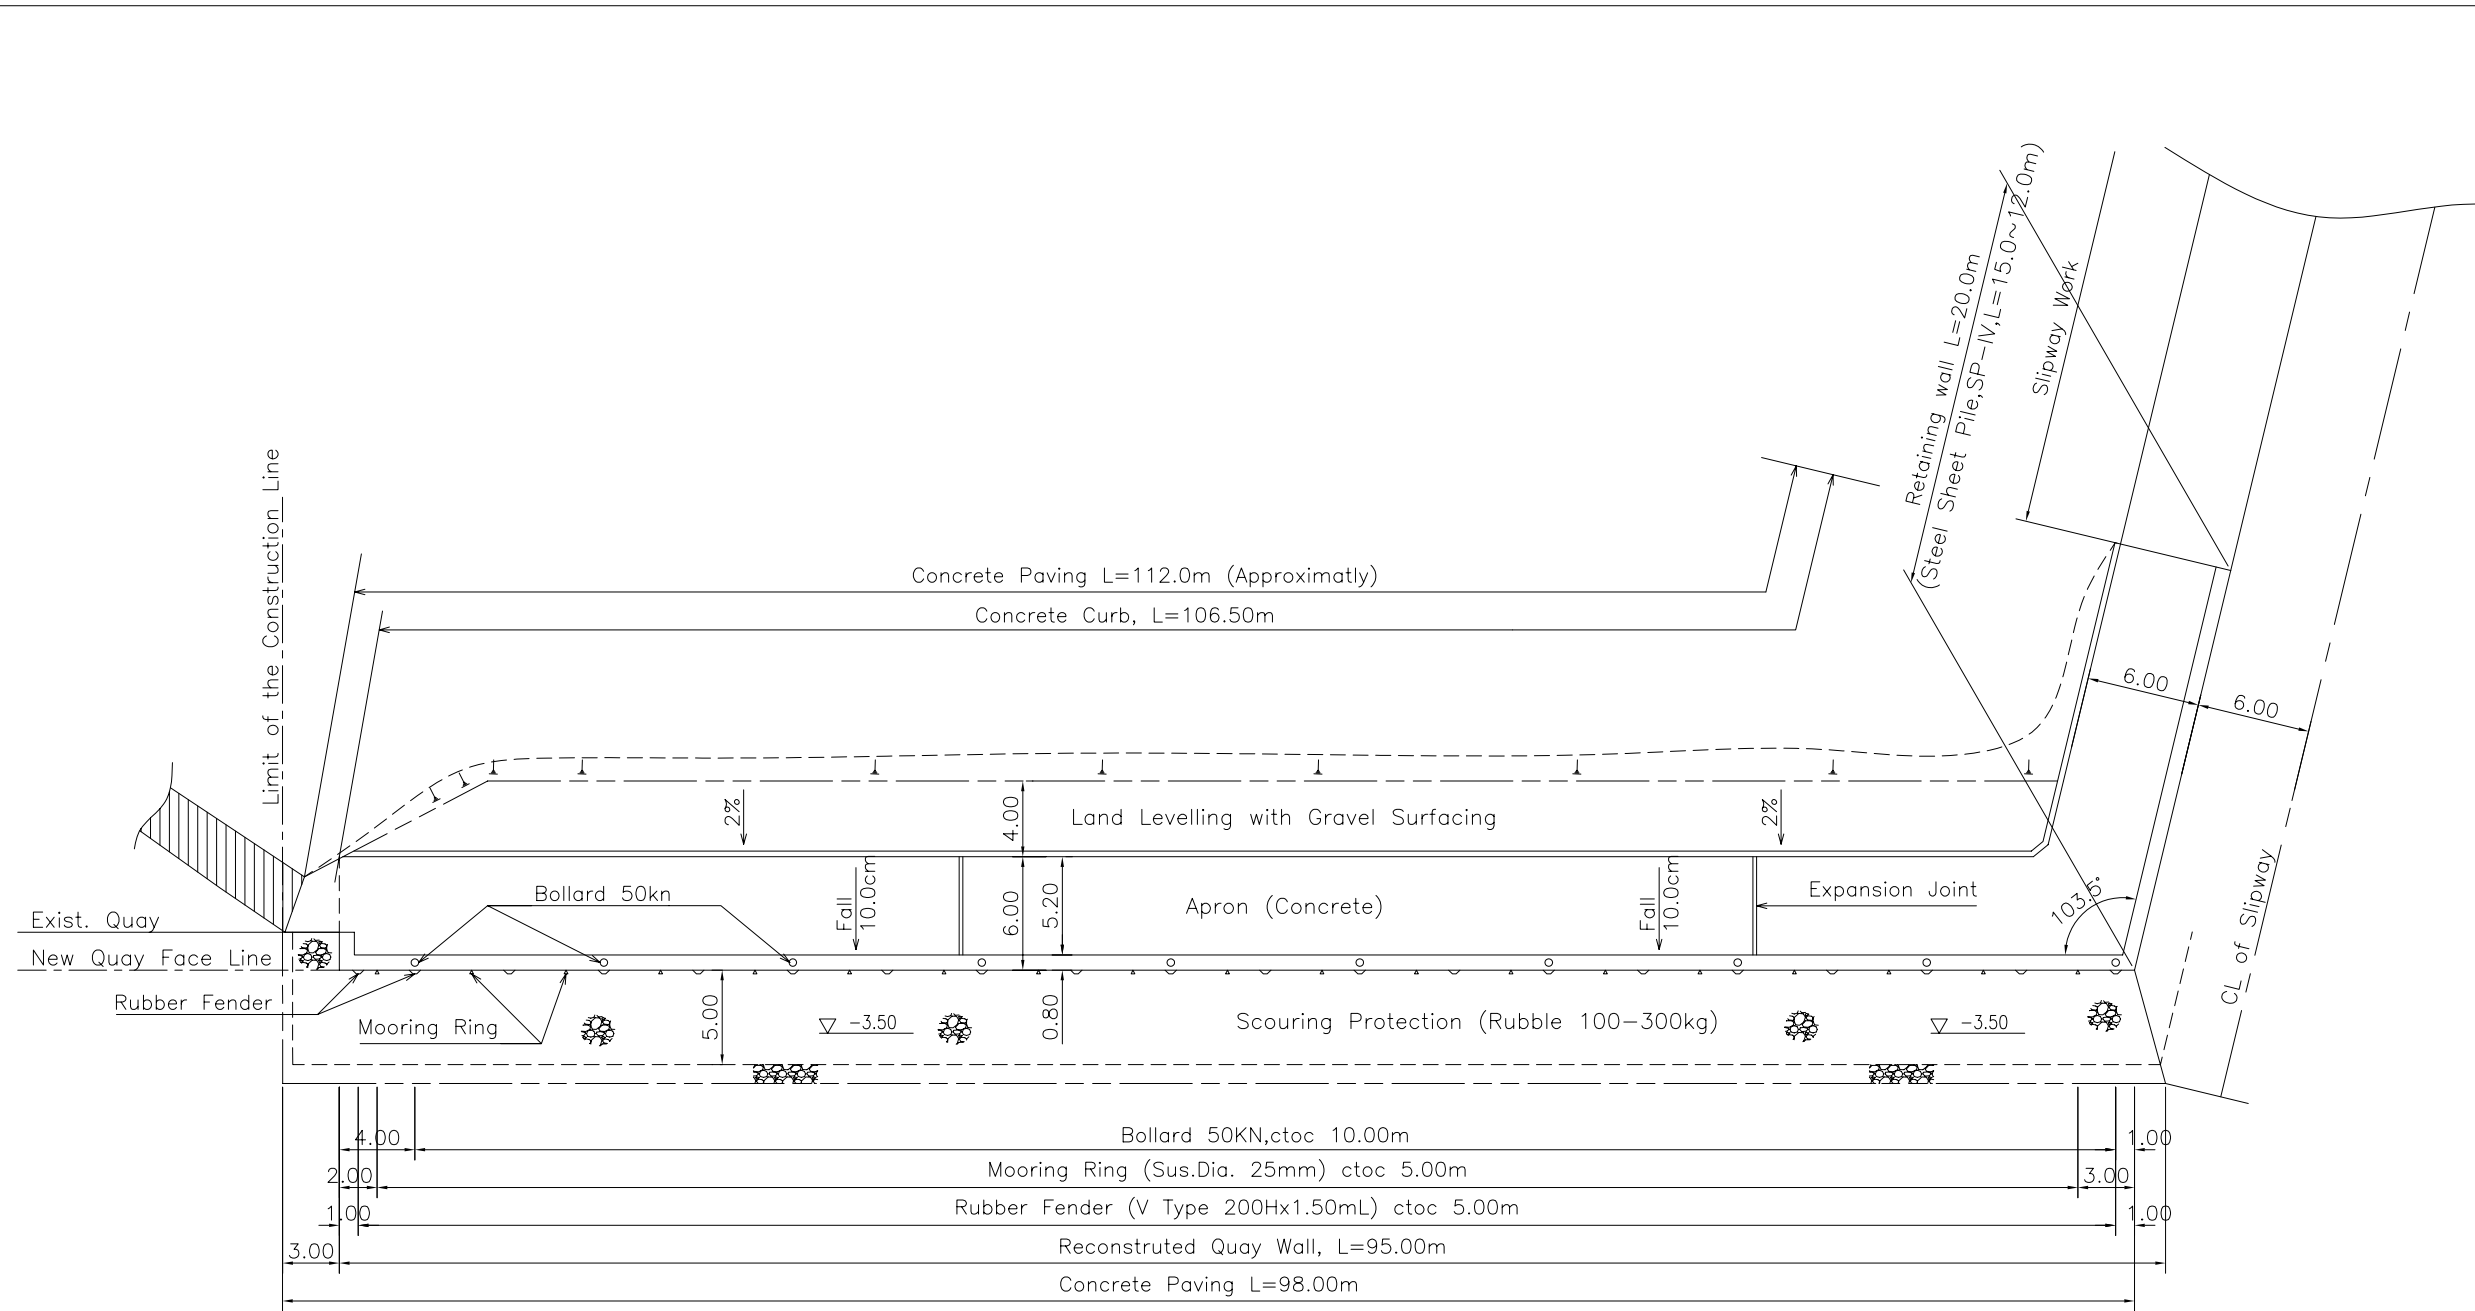 Retaining wall L=20.0m
(Steel Sheet Pile,SP-IV,L=15.0~12.0m)
Slipway Work
Limit of the Construction Line
Concrete Paving L=112.0m (Approximatly)
Concrete Curb, L=106.50m
6.00
6.00
2%
4.00
Land Levelling with Gravel Surfacing
2%
Bollard 50kn
Fall
10.0cm
6.00
5.20
Apron (Concrete)
Fall
10.0cm
Expansion Joint
103.5°
CL of Slipway
Exist. Quay
New Quay Face Line
Rubber Fender
Mooring Ring
5.00
-3.50
0.80
Scouring Protection (Rubble 100-300kg)
-3.50
4.00
Bollard 50KN,ctoc 10.00m
1.00
2.00
Mooring Ring (Sus.Dia. 25mm) ctoc 5.00m
3.00
1.00
Rubber Fender (V Type 200Hx1.50mL) ctoc 5.00m
1.00
3.00
Reconstruted Quay Wall, L=95.00m
Concrete Paving L=98.00m